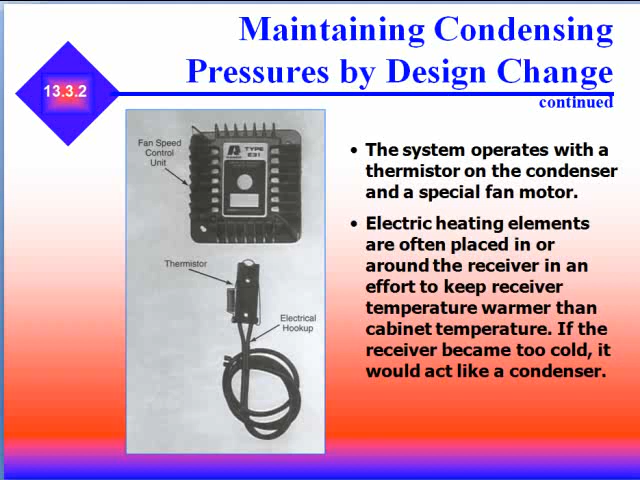 Maintaining Condensing
Pressures by Design Change
continued
13.3.2
Fan Speed
Control
Unit
TYPE
E31
Thermistor
Electrical
Hookup
• The system operates with a
thermistor on the condenser
and a special fan motor.
• Electric heating elements
are often placed in or
around the receiver in an
effort to keep receiver
temperature warmer than
cabinet temperature. If the
receiver became too cold, it
would act like a condenser.